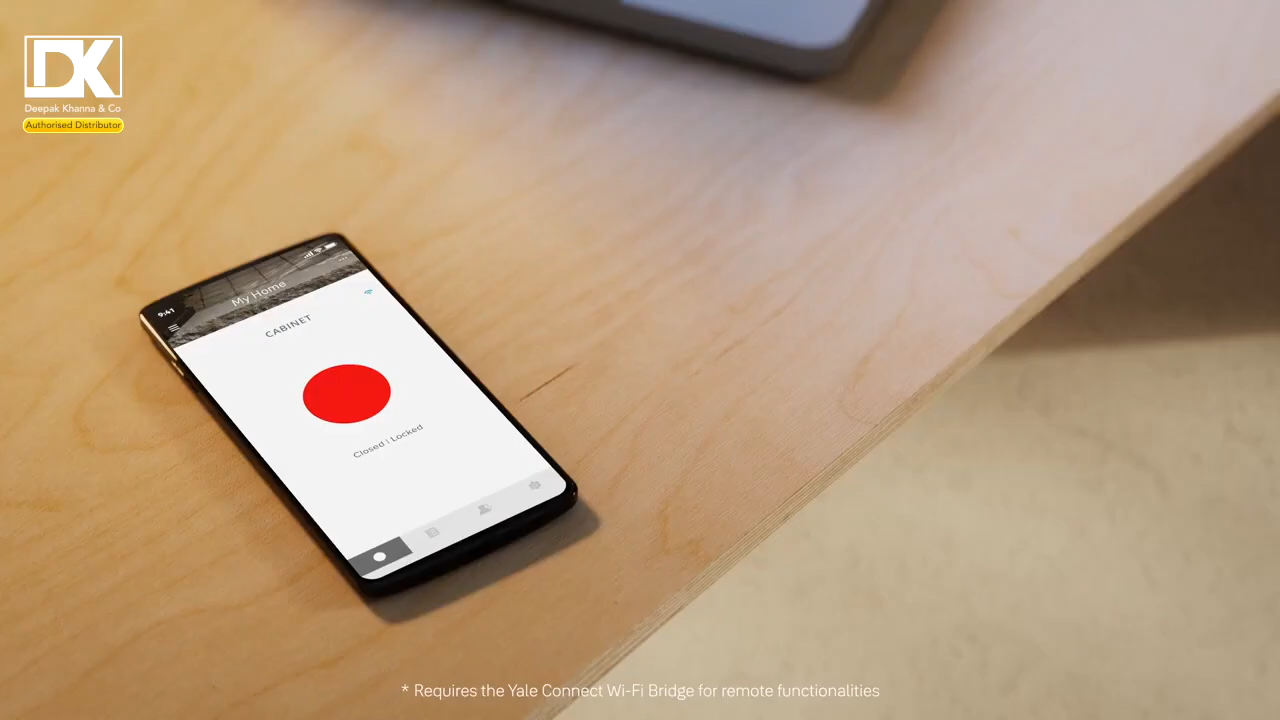 DK
Deepak Khanna & Co
Authorised Distributor
9:41
My Home
CABINET
Closed | Locked
* Requires the Yale Connect Wi-Fi Bridge for remote functionalities